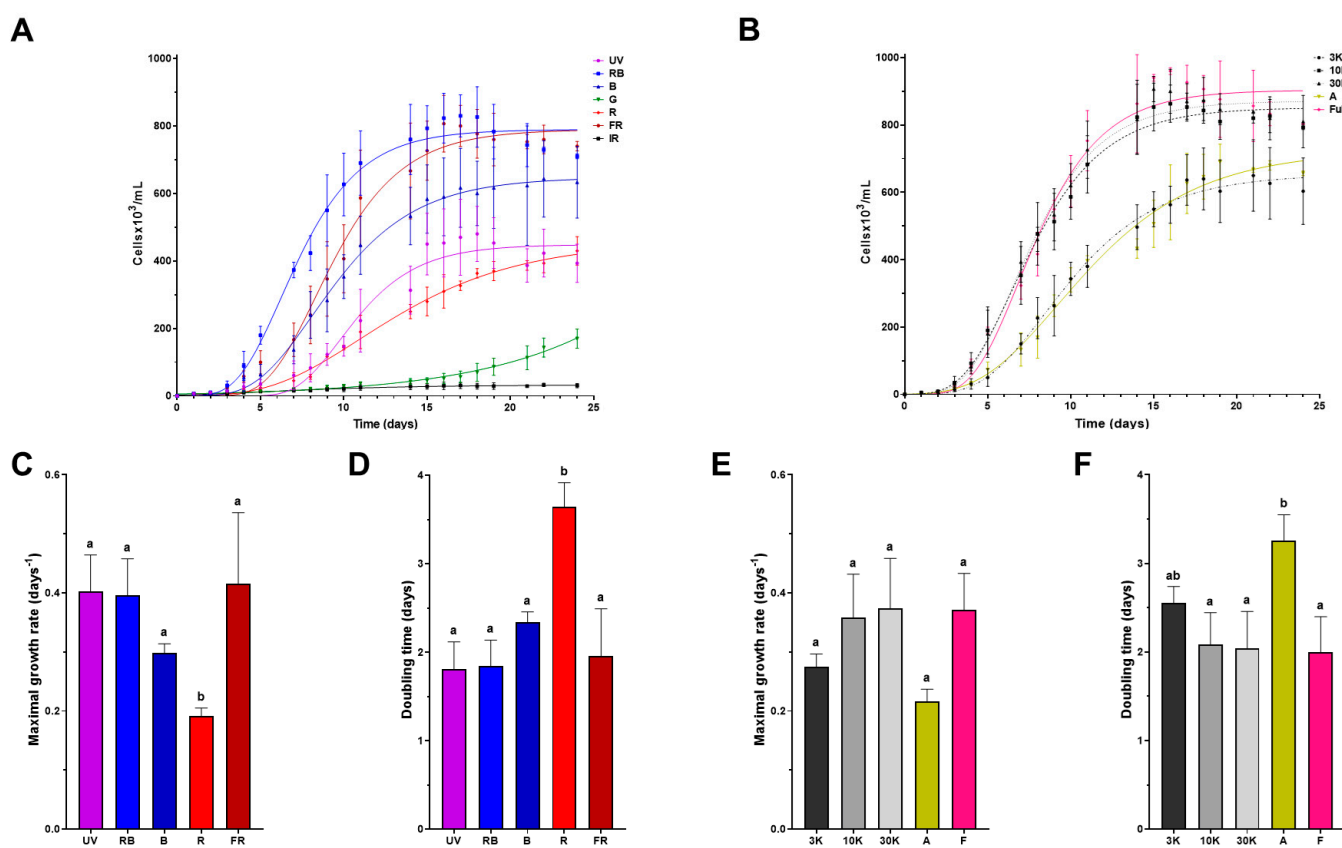 A
B
1000
800
600
400
200
0
Cellsx10³/mL
0 5 10 15 20 25
Time (days)
UV
RB
B
G
R
FR
IR
1000
800
600
400
200
0
Cellsx10³/mL
0 5 10 15 20 25
Time (days)
3K
10
30
A
Fu
C
D
E
F
0.6
0.4
0.2
0.0
Maximal growth rate (days⁻¹)
a a a b a
UV RB B R FR
4
3
2
1
0
Doubling time (days)
a a a b a
UV RB B R FR
0.6
0.4
0.2
0.0
Maximal growth rate (days⁻¹)
a a a a a
3K 10K 30K A F
4
3
2
1
0
Doubling time (days)
ab a a b a
3K 10K 30K A F